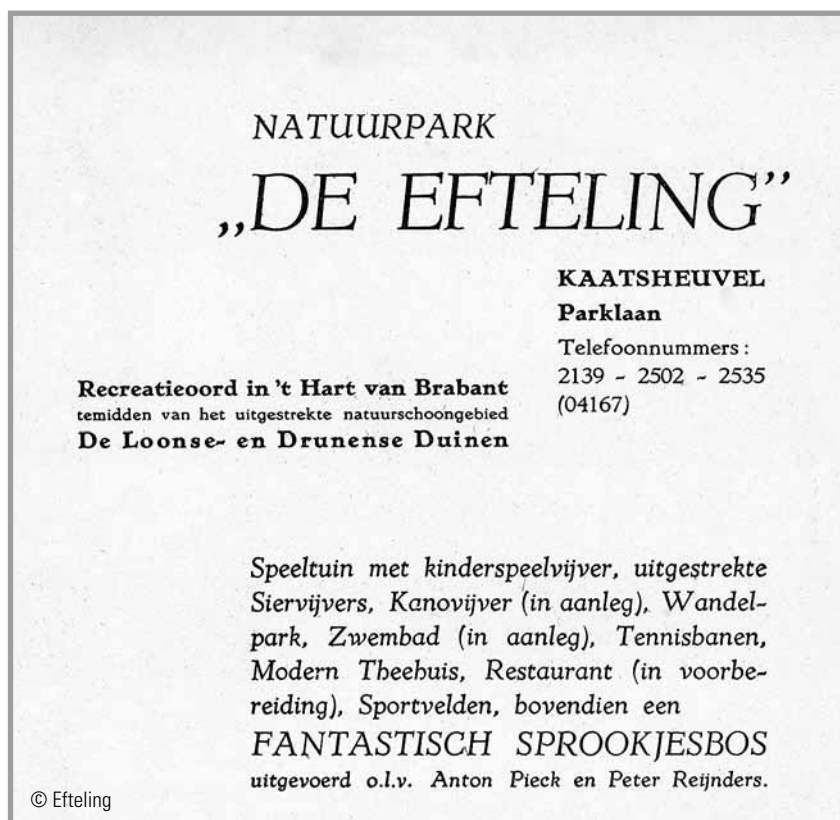 NATUURPARK
„DE EFTELING”
KAATSHEUVEL
Parklaan
Telefoonnummers:
2139 - 2502 - 2535
(04167)
Recreatieoord in 't Hart van Brabant
temidden van het uitgestrekte natuurschoongebied
De Loonse- en Drunense Duinen
Speeltuin met kinderspeelvijver, uitgestrekte
Siervijvers, Kanovijver (in aanleg), Wandel-
park, Zwembad (in aanleg), Tennisbanen,
Modern Theehuis, Restaurant (in voorbe-
reiding), Sportvelden, bovendien een
FANTASTISCH SPROOKJESBOS
uitgevoerd o.l.v. Anton Pieck en Peter Reijnders.
© Efteling